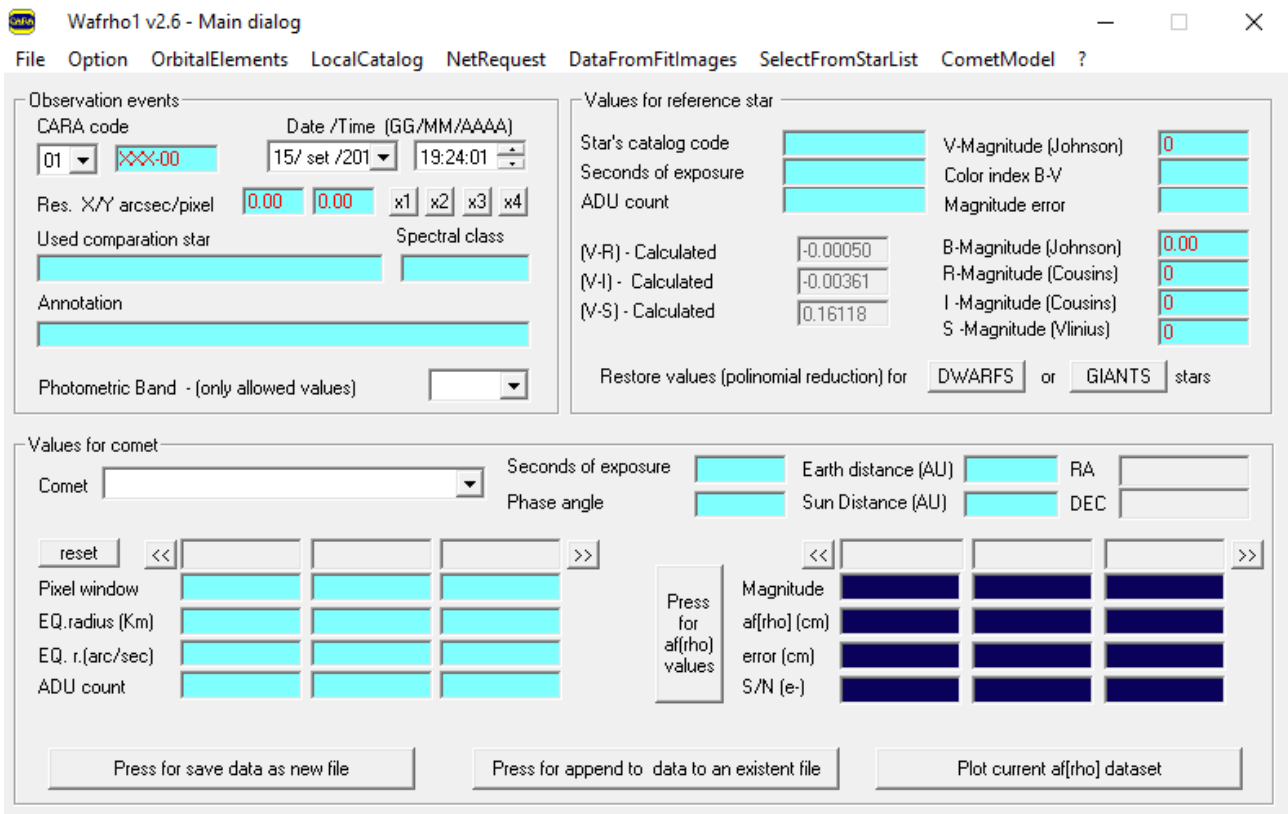 CARA Wafrho1 v2.6 - Main dialog
File Option OrbitalElements LocalCatalog NetRequest DataFromFitImages SelectFromStarList CometModel ?
Observation events
CARA code Date /Time (GG/MM/AAAA)
01 XXX-00 15/ set /201 19:24:01
Res. X/Y arcsec/pixel 0.00 0.00 x1 x2 x3 x4
Used comparation star Spectral class
Annotation
Photometric Band - (only allowed values)
Values for reference star
Star's catalog code V-Magnitude (Johnson) 0
Seconds of exposure Color index B-V
ADU count Magnitude error
(V-R) - Calculated -0.00050 B-Magnitude (Johnson) 0.00
(V-I) - Calculated -0.00361 R-Magnitude (Cousins) 0
(V-S) - Calculated 0.16118 I -Magnitude (Cousins) 0
S -Magnitude (Vlinius) 0
Restore values (polinomial reduction) for DWARFS or GIANTS stars
Values for comet
Comet Seconds of exposure Earth distance (AU) RA
Phase angle Sun Distance (AU) DEC
reset << >> << >>
Pixel window
EQ.radius (Km)
EQ. r.(arc/sec)
ADU count
Press
for
af(rho)
values
Magnitude
af[rho] (cm)
error (cm)
S/N (e-)
Press for save data as new file Press for append to data to an existent file Plot current af[rho] dataset